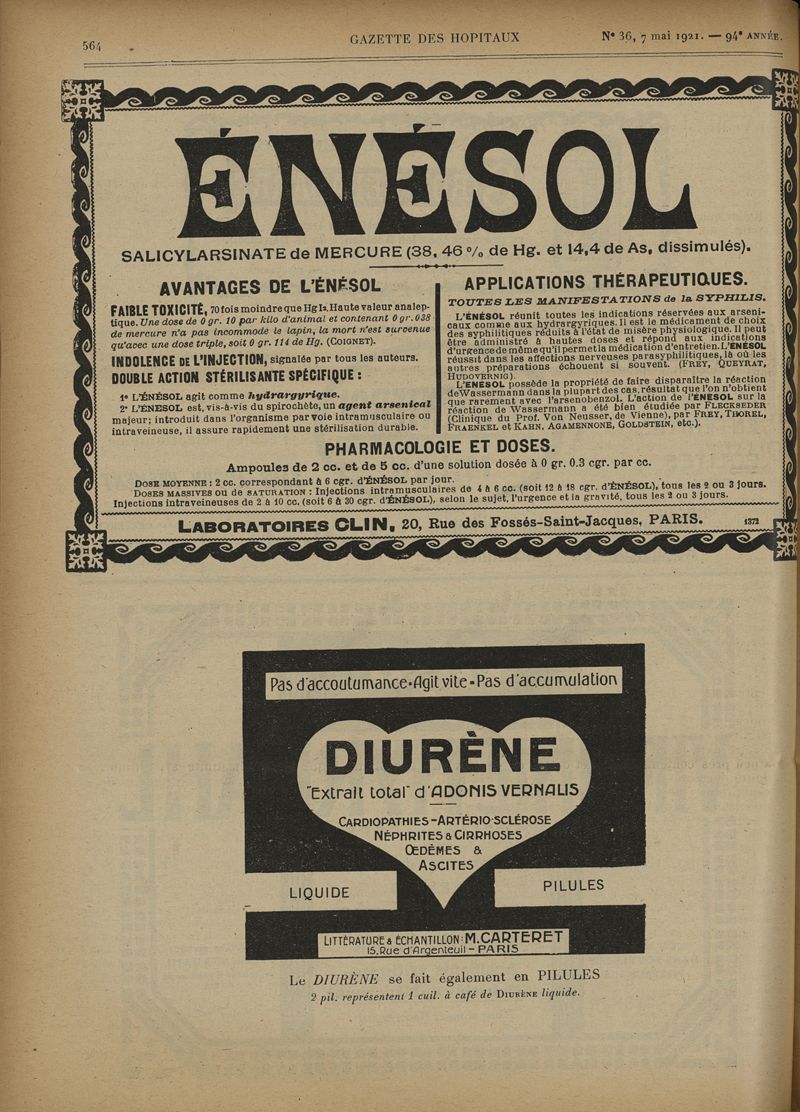 564
GAZETTE DES HOPITAUX
N° 36, 7 mai 1921. — 94e ANNÉE.
ÉNÉSOL
SALICYLARSINATE de MERCURE (38, 46 % de Hg. et 14,4 de As, dissimulés).
AVANTAGES DE L'ÉNÉSOL
FAIBLE TOXICITÉ, 70 fois moindre que Hg I2. Haute valeur analep-
tique. Une dose de 0 gr. 10 par kilo d'animal et contenant 0 gr. 038
de mercure n'a pas incommodé le lapin, la mort n'est survenue
qu'avec une dose triple, soit 0 gr. 114 de Hg. (COIGNET).
INDOLENCE DE L'INJECTION, signalée par tous les auteurs.
DOUBLE ACTION STÉRILISANTE SPÉCIFIQUE :
1° L'ÉNÉSOL agit comme hydrargyrique.
2° L'ÉNESOL est, vis-à-vis du spirochète, un agent arsenical
majeur; introduit dans l'organisme par voie intramusculaire ou
intraveineuse, il assure rapidement une stérilisation durable.
APPLICATIONS THÉRAPEUTIQUES.
TOUTES LES MANIFESTATIONS de la SYPHILIS.
L'ÉNÉSOL réunit toutes les indications réservées aux arseni-
caux comme aux hydrargyriques. Il est le médicament de choix
des syphilitiques réduits à l'état de misère physiologique. Il peut
être administré à hautes doses et répond aux indications
d'urgence de même qu'il permet la médication d'entretien. L'ÉNÉSOL
réussit dans les affections nerveuses parasyphilitiques, là où les
autres préparations échouent si souvent. (FREY, QUEYRAT,
HUDOVERNIG).
L'ÉNÉSOL possède la propriété de faire disparaître la réaction
de Wassermann dans la plupart des cas, résultat que l'on n'obtient
que rarement avec l'arsenobenzol. L'action de l'ÉNÉSOL sur la
réaction de Wassermann a été bien étudiée par FLECKSEDER
(Clinique du Prof. Von Neusser, de Vienne), par FREY, THOREL,
FRAENKEL et KAHN, AGAMENNONE, GOLDSTEIN, etc.).
PHARMACOLOGIE ET DOSES.
Ampoules de 2 cc. et de 5 cc. d'une solution dosée à 0 gr. 0.3 cgr. par cc.
DOSE MOYENNE : 2 cc. correspondant à 6 cgr. d'ÉNÉSOL par jour.
DOSES MASSIVES OU DE SATURATION : Injections intramusculaires de 4 à 6 cc. (soit 12 à 18 cgr. d'ÉNÉSOL), tous les 2 ou 3 jours.
Injections intraveineuses de 2 à 10 cc. (soit 6 à 30 cgr. d'ÉNÉSOL), selon le sujet, l'urgence et la gravité, tous les 2 ou 3 jours.
LABORATOIRES CLIN, 20, Rue des Fossés-Saint-Jacques, PARIS. 1372
Pas d'accoutumance - Agit vite - Pas d'accumulation
DIURÈNE
"Extrait total" d'ADONIS VERNALIS
CARDIOPATHIES - ARTÉRIO-SCLÉROSE
NÉPHRITES & CIRRHOSES
ŒDÈMES &
ASCITES
LIQUIDE
PILULES
LITTÉRATURE & ÉCHANTILLON : M. CARTERET
15, Rue d'Argenteuil - PARIS
Le DIURÈNE se fait également en PILULES
2 pil. représentent 1 cuil. à café de DIURÈNE liquide.